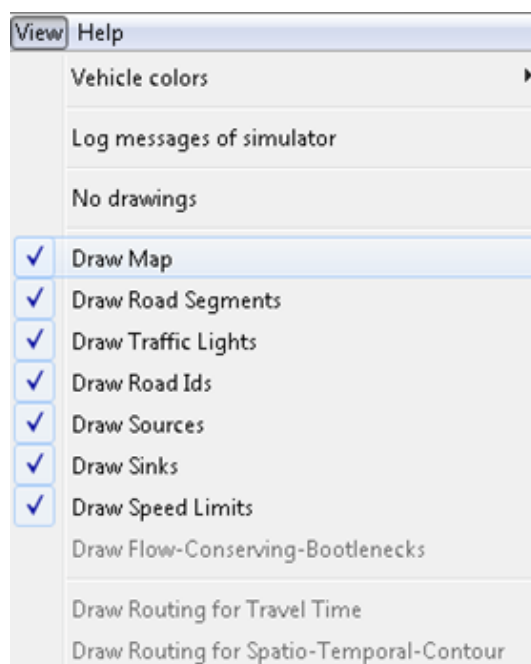 View Help
Vehicle colors
Log messages of simulator
No drawings
Draw Map
Draw Road Segments
Draw Traffic Lights
Draw Road Ids
Draw Sources
Draw Sinks
Draw Speed Limits
Draw Flow-Conserving-Bootlenecks
Draw Routing for Travel Time
Draw Routing for Spatio-Temporal-Contour